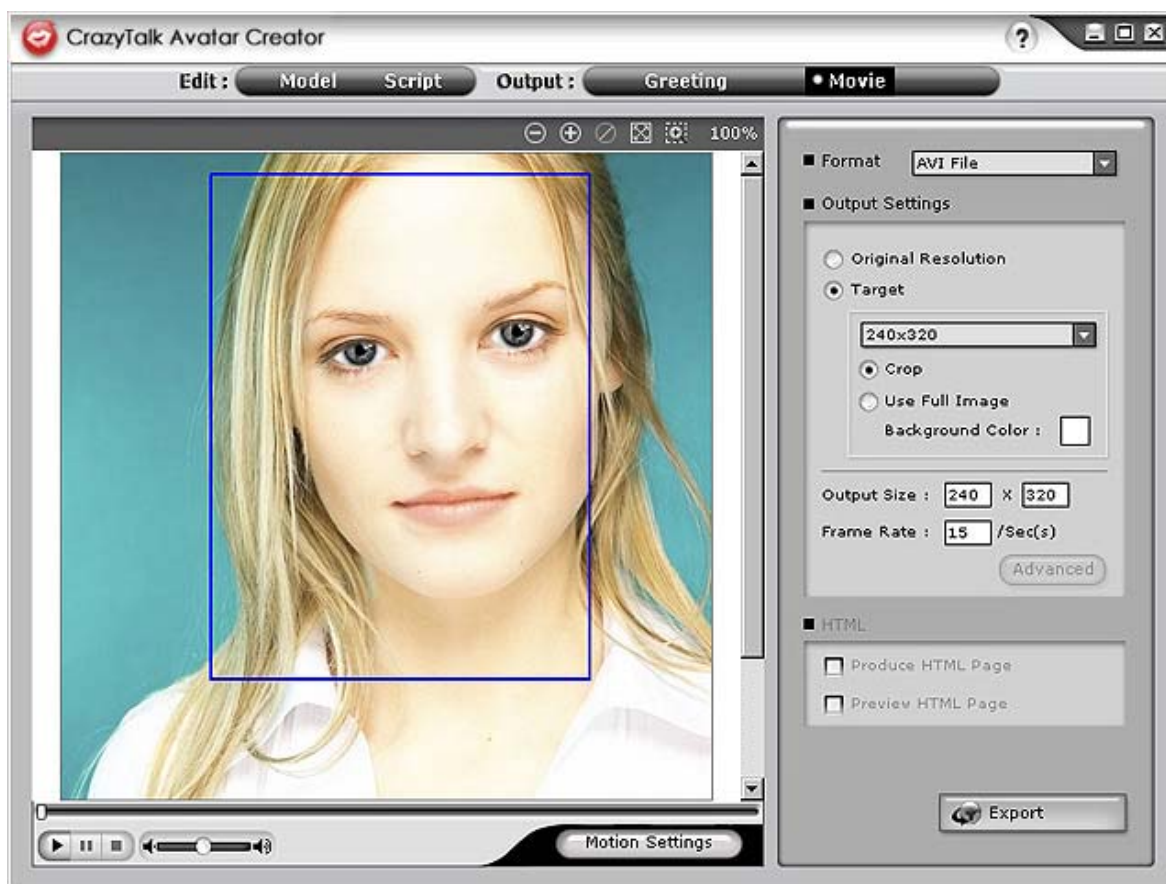 CrazyTalk Avatar Creator
?
Edit : Model Script Output : Greeting Movie
100%
Format AVI File
Output Settings
Original Resolution
Target
240x320
Crop
Use Full Image
Background Color :
Output Size : 240 X 320
Frame Rate : 15 /Sec(s)
Advanced
HTML
Produce HTML Page
Preview HTML Page
Export
Motion Settings